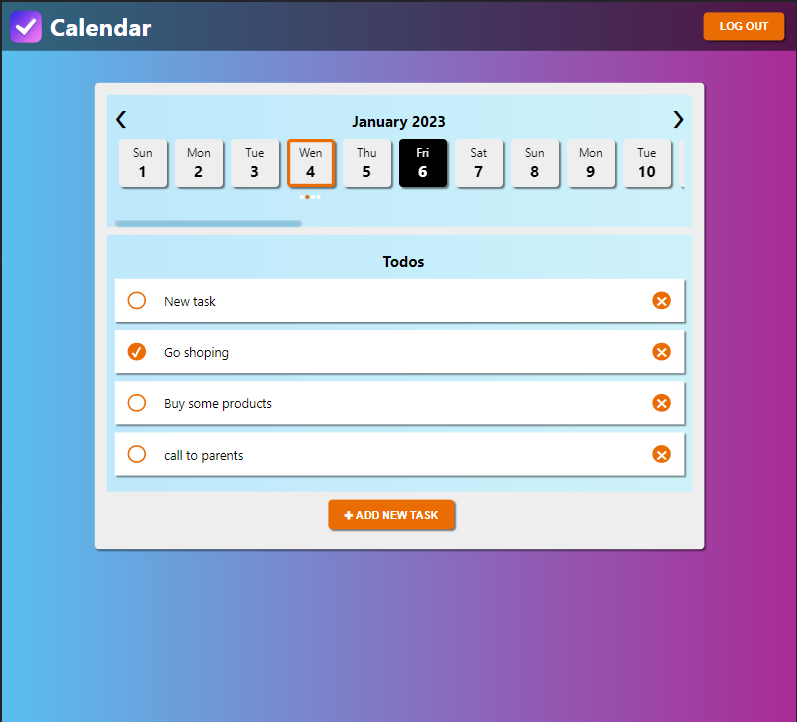 Calendar
LOG OUT
January 2023
Sun Mon Tue Wen Thu Fri Sat Sun Mon Tue
1 2 3 4 5 6 7 8 9 10
Todos
New task
Go shoping
Buy some products
call to parents
ADD NEW TASK